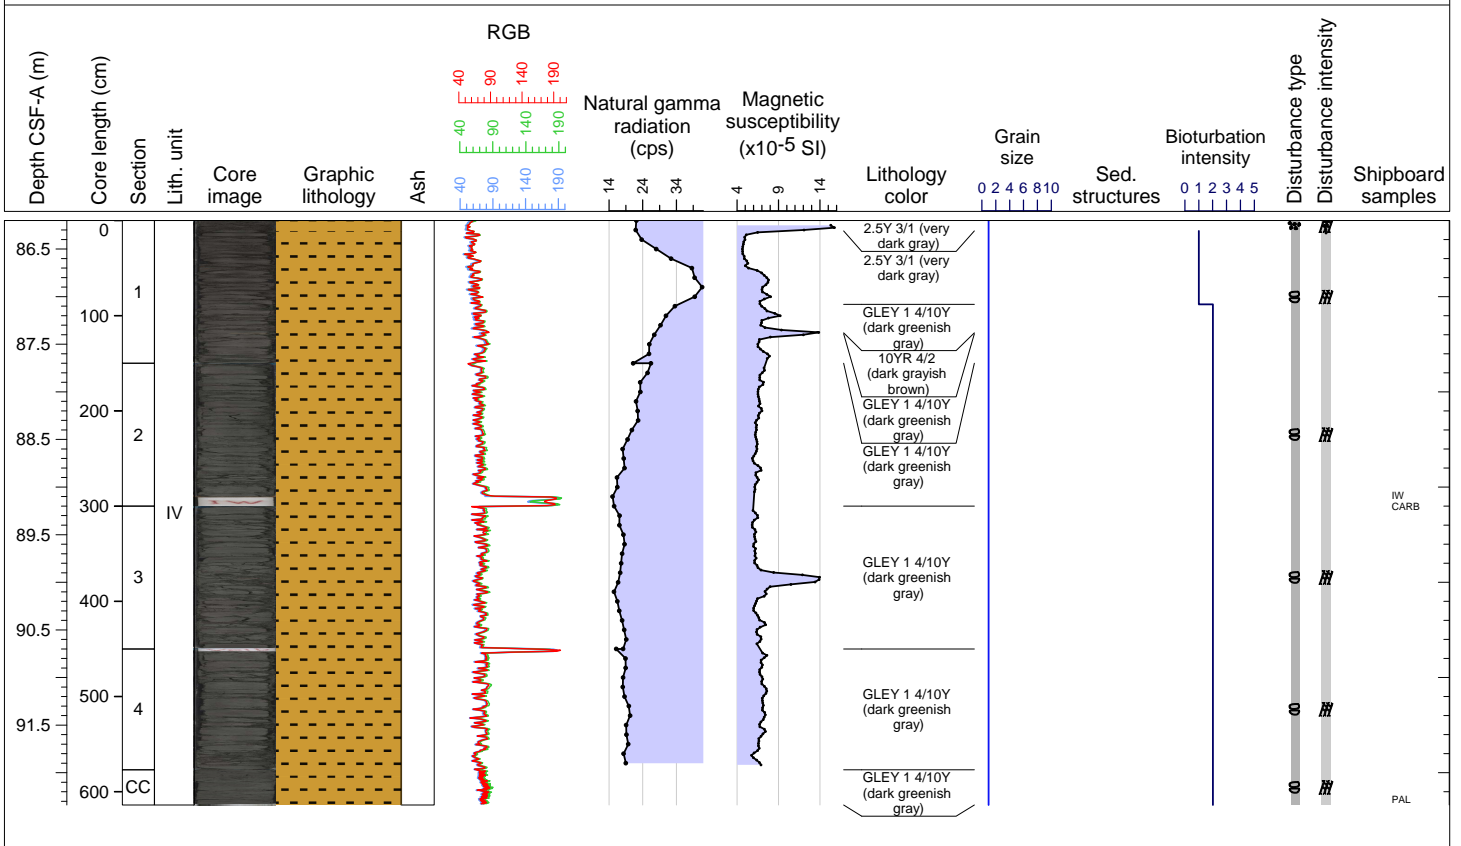 RGB
40 90 140 190
40 90 140 190
40 90 140 190
Depth CSF-A (m)
Core length (cm)
Section
Lith. unit
Core
image
Graphic
lithology
Ash
Natural gamma
radiation
(cps)
14 24 34
Magnetic
susceptibility
(x10-5 SI)
4 9 14
Lithology
color
Grain
size
0 2 4 6 8 10
Sed.
structures
Bioturbation
intensity
0 1 2 3 4 5
Disturbance type
Disturbance intensity
Shipboard
samples
86.5
87.5
88.5
89.5
90.5
91.5
0
100
200
300
400
500
600
1
2
3
4
CC
IV
IW
2.5Y 3/1 (very
dark gray)
2.5Y 3/1 (very
dark gray)
GLEY 1 4/10Y
(dark greenish
gray)
10YR 4/2
(dark grayish
brown)
GLEY 1 4/10Y
(dark greenish
gray)
GLEY 1 4/10Y
(dark greenish
gray)
GLEY 1 4/10Y
(dark greenish
gray)
GLEY 1 4/10Y
(dark greenish
gray)
GLEY 1 4/10Y
(dark greenish
gray)
IW
CARB
PAL